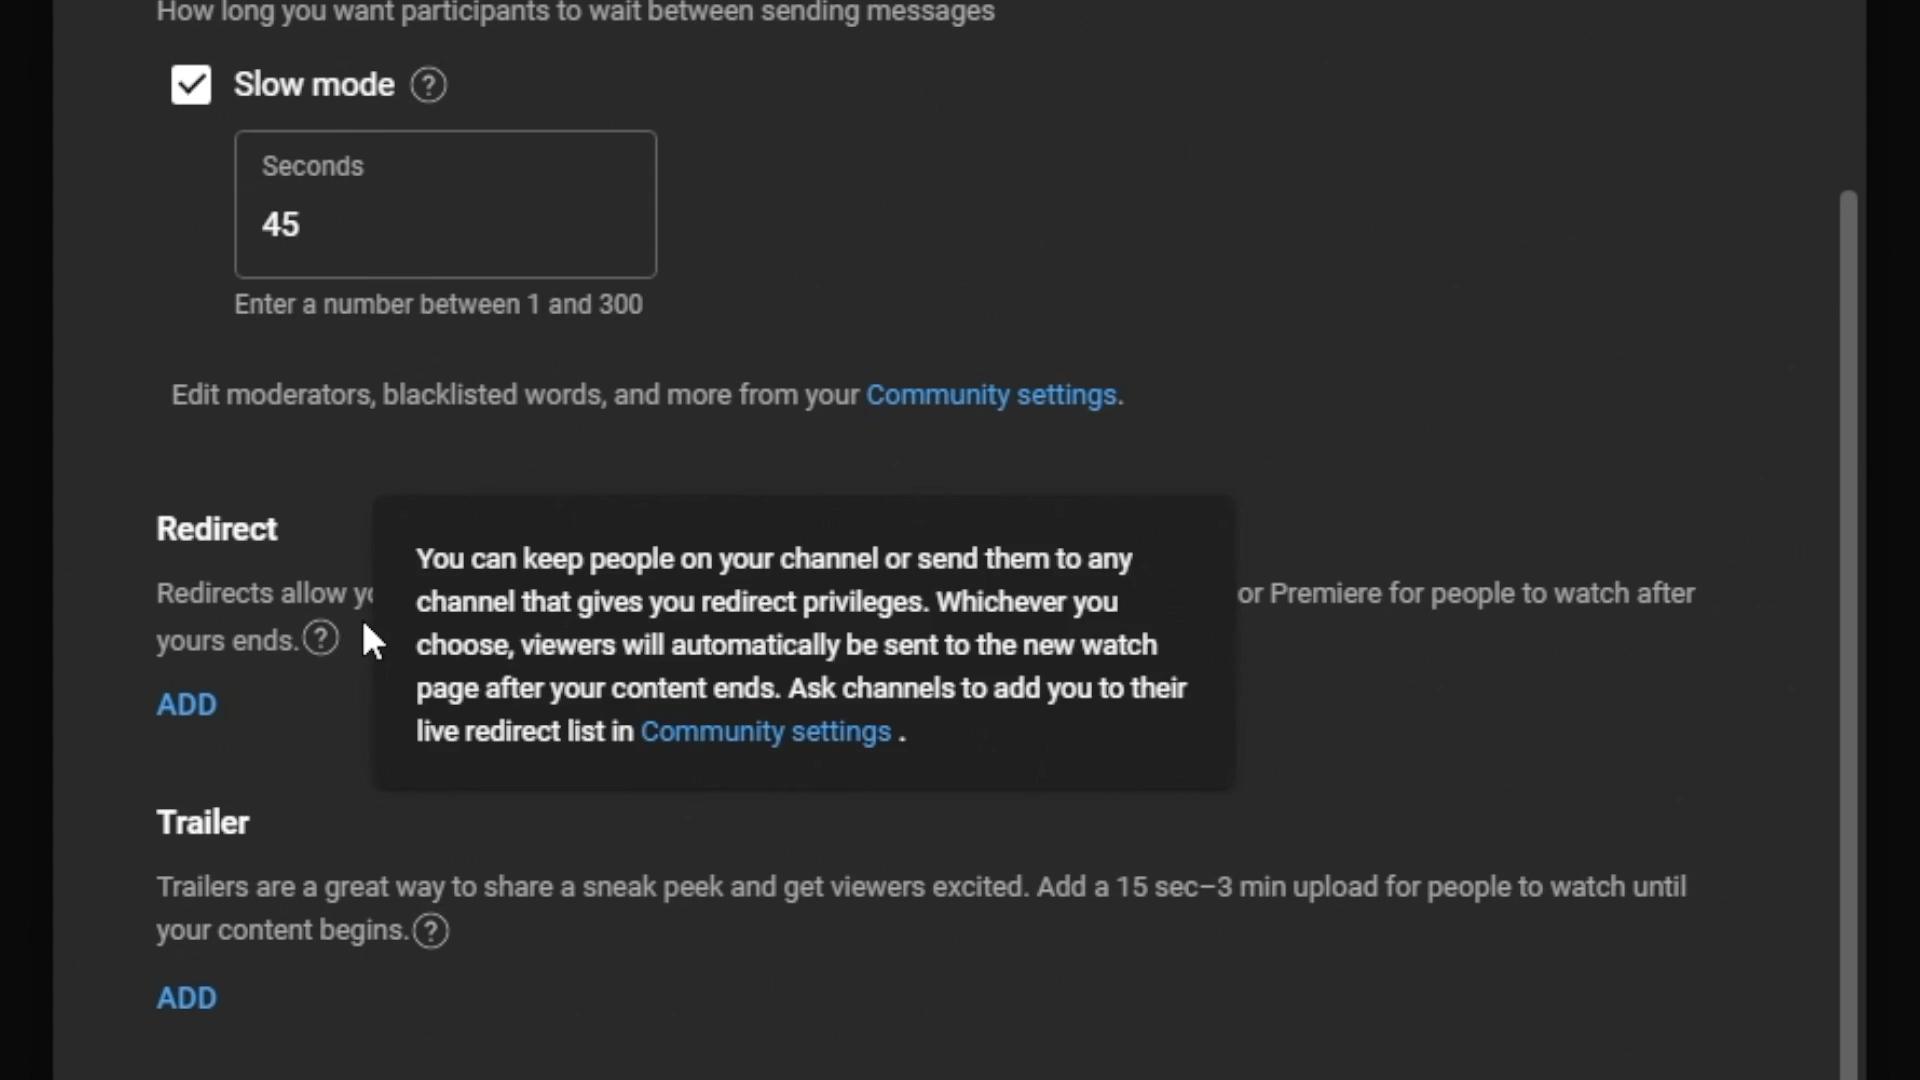 How long you want participants to wait between sending messages
Slow mode ?
Seconds
45
Enter a number between 1 and 300
Edit moderators, blacklisted words, and more from your Community settings.
Redirect
Redirects allow yo
or Premiere for people to watch after
yours ends. ?
You can keep people on your channel or send them to any
channel that gives you redirect privileges. Whichever you
choose, viewers will automatically be sent to the new watch
page after your content ends. Ask channels to add you to their
live redirect list in Community settings .
ADD
Trailer
Trailers are a great way to share a sneak peek and get viewers excited. Add a 15 sec–3 min upload for people to watch until
your content begins. ?
ADD